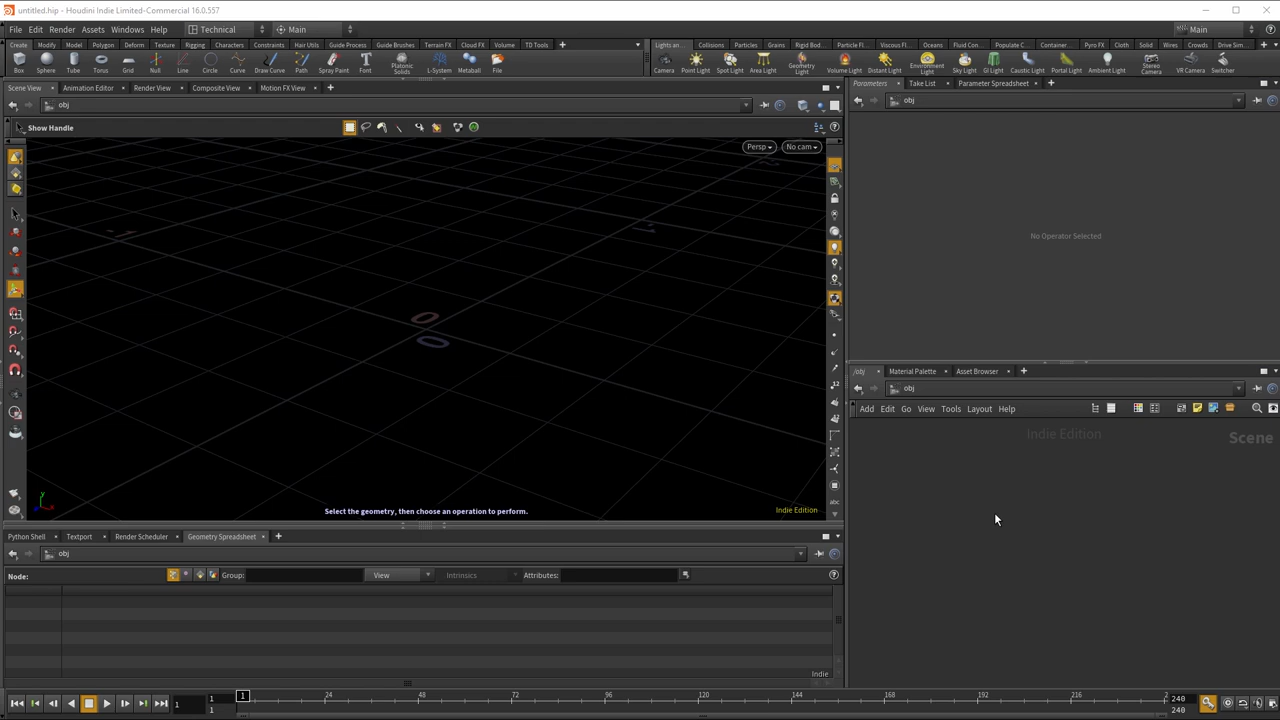 untitled.hip - Houdini Indie Limited-Commercial 16.0.557
File Edit Render Assets Windows Help Technical Main Main
Create Modify Model Polygon Deform Texture Rigging Characters Constraints Hair Utils Guide Process Guide Brushes Terrain FX Cloud FX Volume TD Tools
Lights an... Collisions Particles Grains Rigid Bod... Particle Fl... Viscous Fl... Oceans Fluid Con... Populate C... Container... Pyro FX Cloth Solid Wires Crowds Drive Sim...
Box Sphere Tube Torus Grid Null Line Circle Curve Draw Curve Path Spray Paint Font Platonic Solids L-Systems Metaball File
Camera Point Light Spot Light Area Light Geometry Light Volume Light Distant Light Environment Light Sky Light GI Light Caustic Light Portal Light Ambient Light Stereo Camera VR Camera Switcher
Scene View Animation Editor Render View Composite View Motion FX View
obj
Show Handle
Persp No cam
0
0
Select the geometry, then choose an operation to perform.
Indie Edition
Parameters Take List Parameter Spreadsheet
obj
No Operator Selected
/obj Material Palette Asset Browser
obj
Add Edit Go View Tools Layout Help
Indie Edition
Scene
Python Shell Textport Render Scheduler Geometry Spreadsheet
obj
Node: Group: View Intrinsics Attributes:
Indie
1
1
1
1 24 48 72 96 120 144 168 192 216 2
240
240